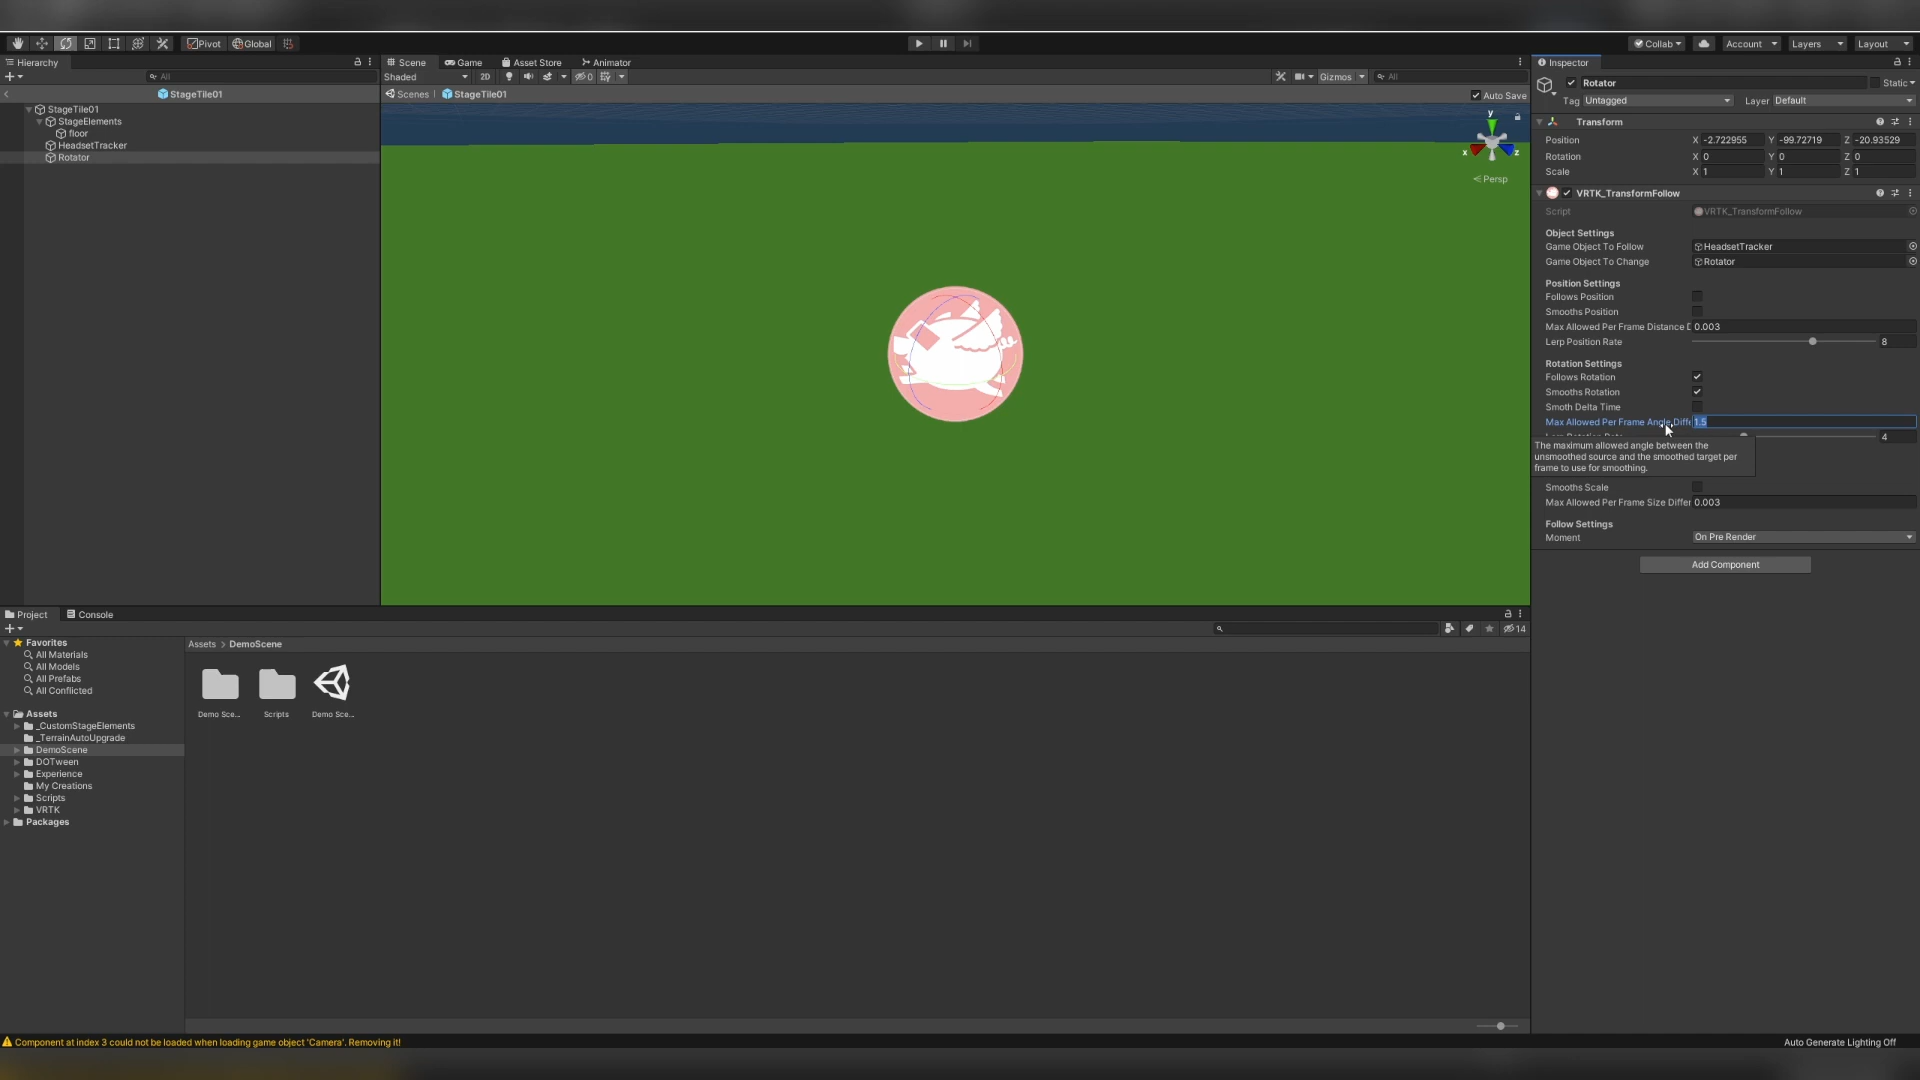 Pivot Global Collab Account Layers Layout
Hierarchy Scene Game Asset Store Animator Inspector
All Shaded 2D 0 Gizmos All
StageTile01 Scenes StageTile01 Auto Save
StageTile01
StageElements
floor
HeadsetTracker
Rotator
y
x z
Persp
Rotator Static
Tag Untagged Layer Default
Transform
Position X -2.722955 Y -99.72719 Z -20.93529
Rotation X 0 Y 0 Z 0
Scale X 1 Y 1 Z 1
VRTK_TransformFollow
Script VRTK_TransformFollow
Object Settings
Game Object To Follow HeadsetTracker
Game Object To Change Rotator
Position Settings
Follows Position
Smooths Position
Max Allowed Per Frame Distance D 0.003
Lerp Position Rate 8
Rotation Settings
Follows Rotation
Smooths Rotation
Smoth Delta Time
Max Allowed Per Frame Angle Diffe 1.5
4
The maximum allowed angle between the
unsmoothed source and the smoothed target per
frame to use for smoothing.
Smooths Scale
Max Allowed Per Frame Size Differ 0.003
Follow Settings
Moment On Pre Render
Add Component
Project Console
14
Favorites
All Materials
All Models
All Prefabs
All Conflicted
Assets
_CustomStageElements
_TerrainAutoUpgrade
DemoScene
DOTween
Experience
My Creations
Scripts
VRTK
Packages
Assets > DemoScene
Demo Sce... Scripts Demo Sce...
Component at index 3 could not be loaded when loading game object 'Camera'. Removing it!
Auto Generate Lighting Off